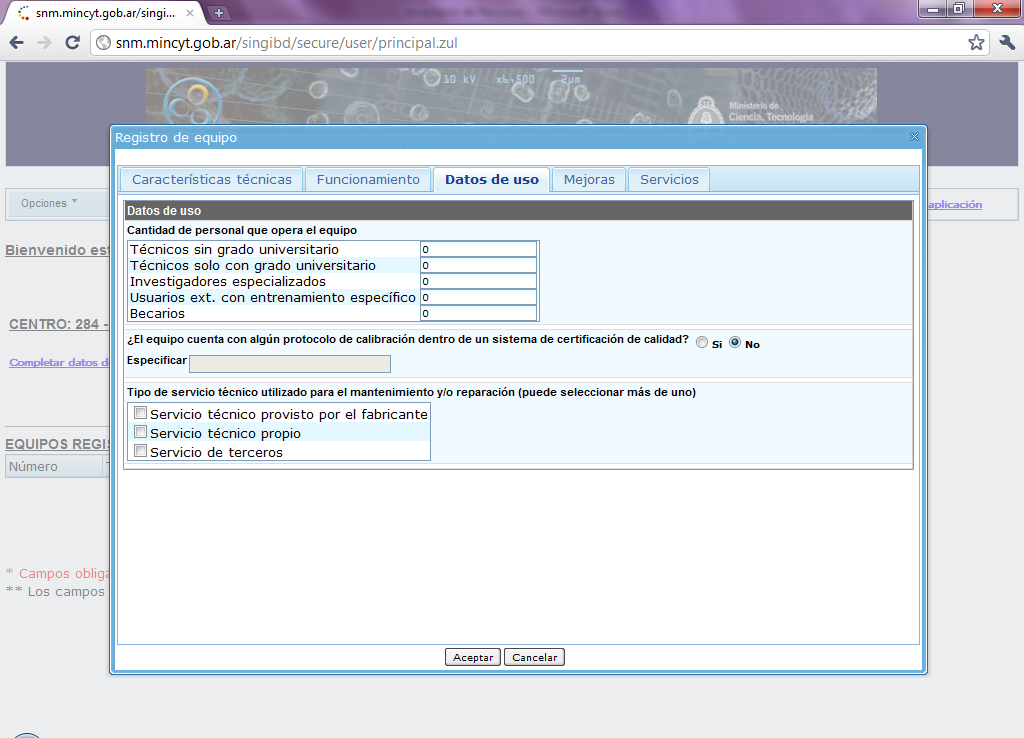 snm.mincyt.gob.ar/singi...
snm.mincyt.gob.ar/singibd/secure/user/principal.zul
10 kV x6,500 2µm
Ministerio de
Ciencia, Tecnología
Registro de equipo
Características técnicas Funcionamiento Datos de uso Mejoras Servicios
Opciones
aplicación
Datos de uso
Cantidad de personal que opera el equipo
Bienvenido est
Técnicos sin grado universitario 0
Técnicos solo con grado universitario 0
Investigadores especializados 0
Usuarios ext. con entrenamiento específico 0
Becarios 0
CENTRO: 284 -
¿El equipo cuenta con algún protocolo de calibración dentro de un sistema de certificación de calidad? Si No
Completar datos d
Especificar
Tipo de servicio técnico utilizado para el mantenimiento y/o reparación (puede seleccionar más de uno)
Servicio técnico provisto por el fabricante
Servicio técnico propio
Servicio de terceros
EQUIPOS REGIS
Número
* Campos obliga
** Los campos
Aceptar Cancelar